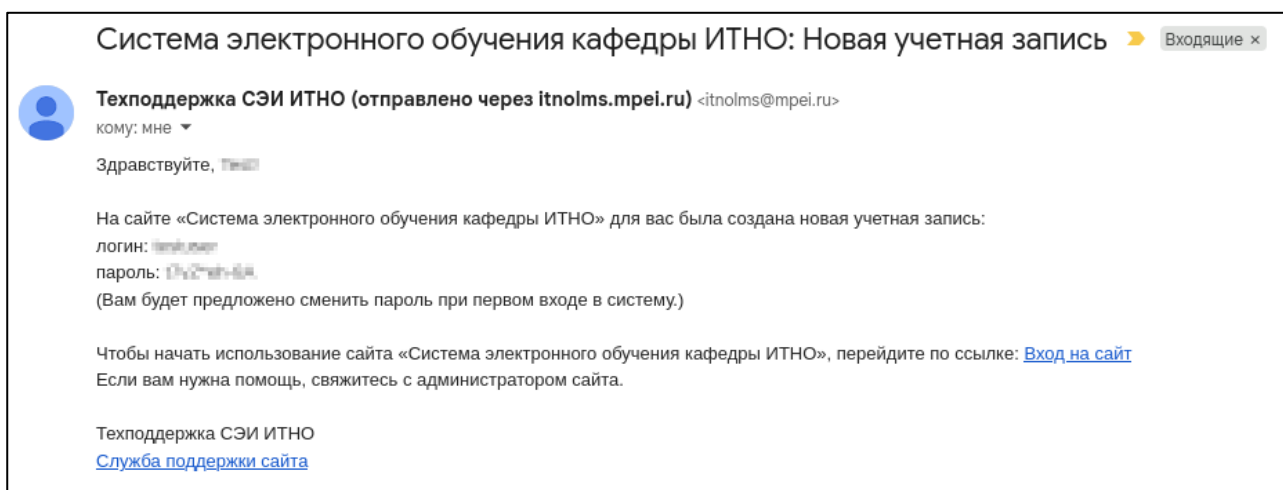 Система электронного обучения кафедры ИТНО: Новая учетная запись Входящие ×
Техподдержка СЭИ ИТНО (отправлено через itnolms.mpei.ru) <itnolms@mpei.ru>
кому: мне
Здравствуйте,
На сайте «Система электронного обучения кафедры ИТНО» для вас была создана новая учетная запись:
логин:
пароль:
(Вам будет предложено сменить пароль при первом входе в систему.)
Чтобы начать использование сайта «Система электронного обучения кафедры ИТНО», перейдите по ссылке: Вход на сайт
Если вам нужна помощь, свяжитесь с администратором сайта.
Техподдержка СЭИ ИТНО
Служба поддержки сайта